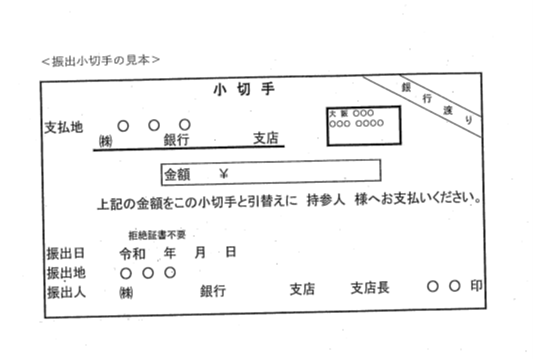 <振出小切手の見本>
小切手
銀行渡り
支払地 ○ ○ ○
㈱ 銀行 支店
大阪 ○○○
○○○ ○○○○
金額 ¥
上記の金額をこの小切手と引替えに 持参人 様へお支払いください。
拒絶証書不要
振出日 令和 年 月 日
振出地 ○ ○ ○
振出人 ㈱ 銀行 支店 支店長 ○ ○ 印